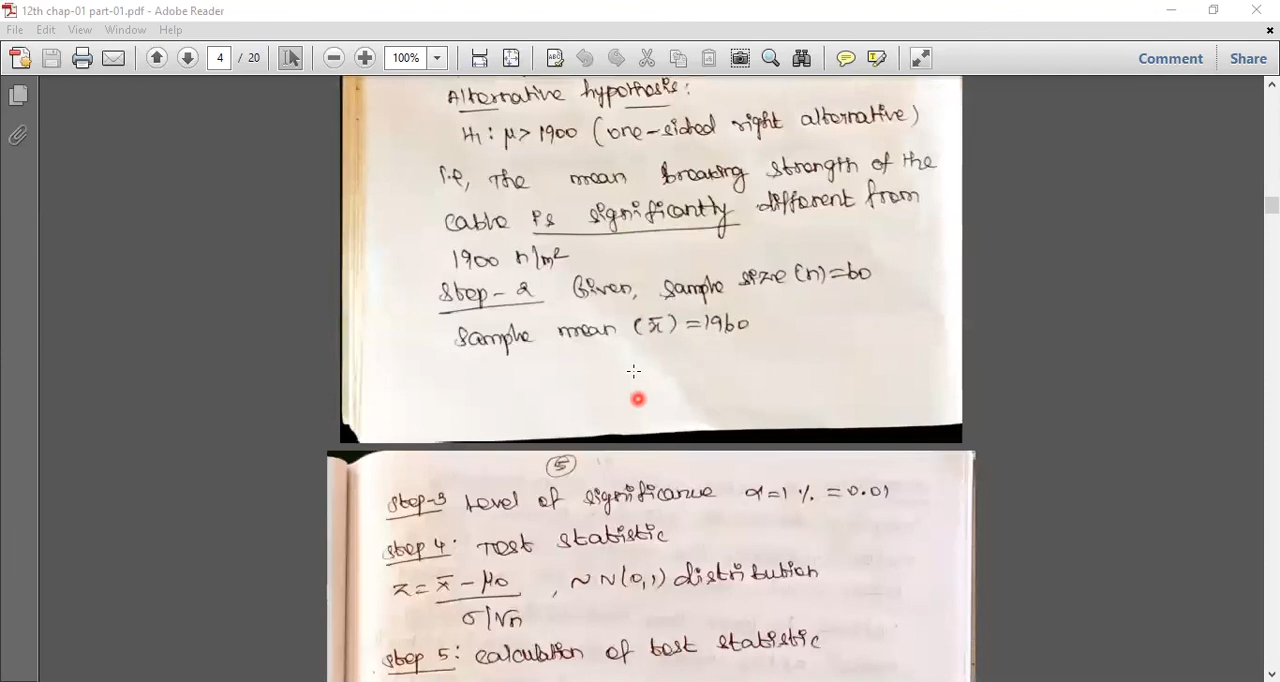 12th chap-01 part-01.pdf - Adobe Reader
File Edit View Window Help
4 / 20 100% Comment Share
Alternative hypothesis:
H₁ : μ > 1900 (one-sided right alternative)
i.e, The mean breaking strength of the
cable is significantly different from
1900 n/m²
Step-2 Given, sample size (n) = 60
Sample mean (x̄) = 1960
5
Step-3 Level of significance α = 1 % = 0.01
Step 4: Test statistic
z = x̄ - μ0 , ~ N(0,1) distribution
σ/√n
Step 5: Calculation of test statistic